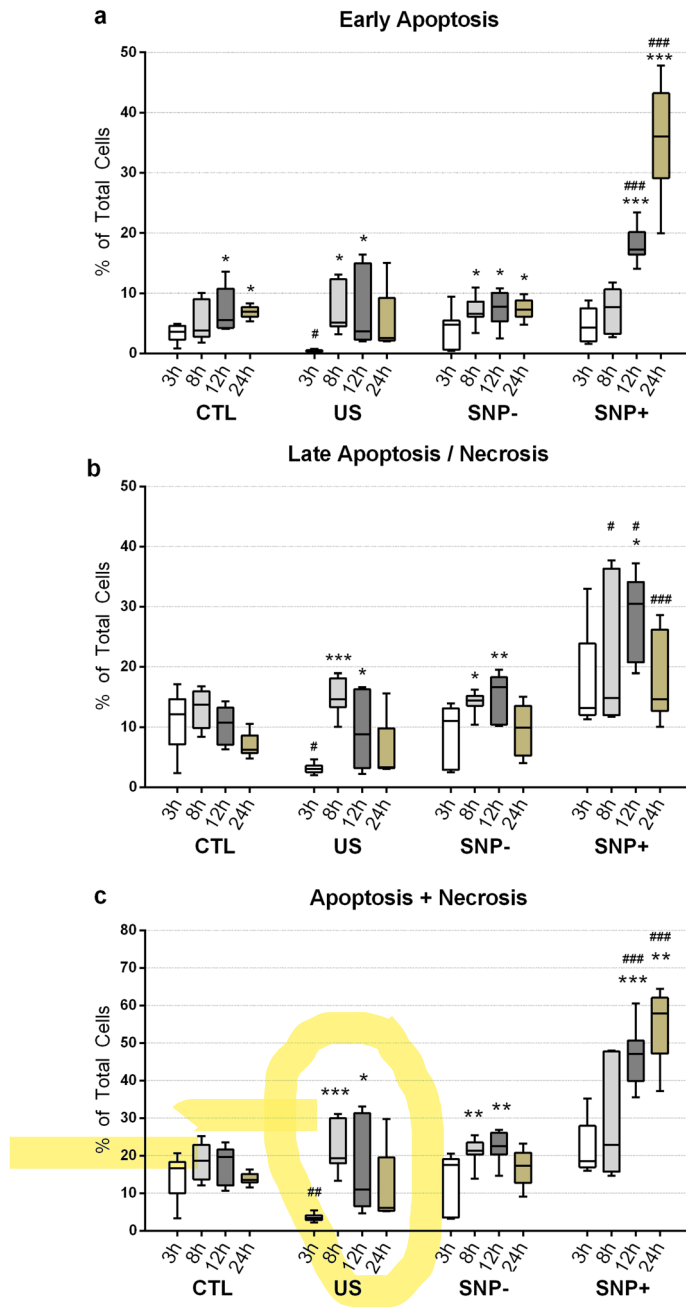 a
Early Apoptosis
###
***
###
***
* * * * * * *
#
50
40
30
20
10
0
% of Total Cells
3h 8h 12h 24h 3h 8h 12h 24h 3h 8h 12h 24h 3h 8h 12h 24h
CTL US SNP- SNP+
b
Late Apoptosis / Necrosis
# #
*
###
*** * * **
#
50
40
30
20
10
0
% of Total Cells
3h 8h 12h 24h 3h 8h 12h 24h 3h 8h 12h 24h 3h 8h 12h 24h
CTL US SNP- SNP+
c
Apoptosis + Necrosis
###
**
###
***
*** * ** **
##
80
70
60
50
40
30
20
10
0
% of Total Cells
3h 8h 12h 24h 3h 8h 12h 24h 3h 8h 12h 24h 3h 8h 12h 24h
CTL US SNP- SNP+